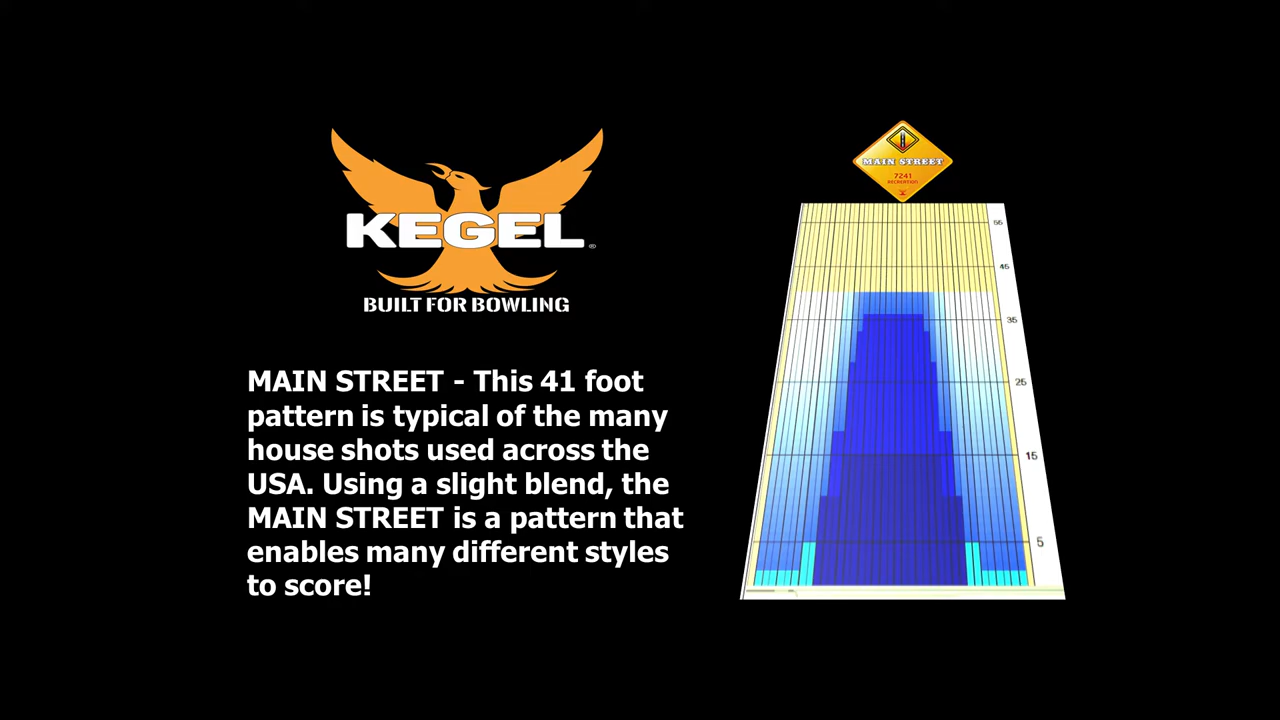 KEGEL®
BUILT FOR BOWLING
MAIN STREET - This 41 foot
pattern is typical of the many
house shots used across the
USA. Using a slight blend, the
MAIN STREET is a pattern that
enables many different styles
to score!
MAIN STREET
7241
RECREATION
55
45
35
25
15
5